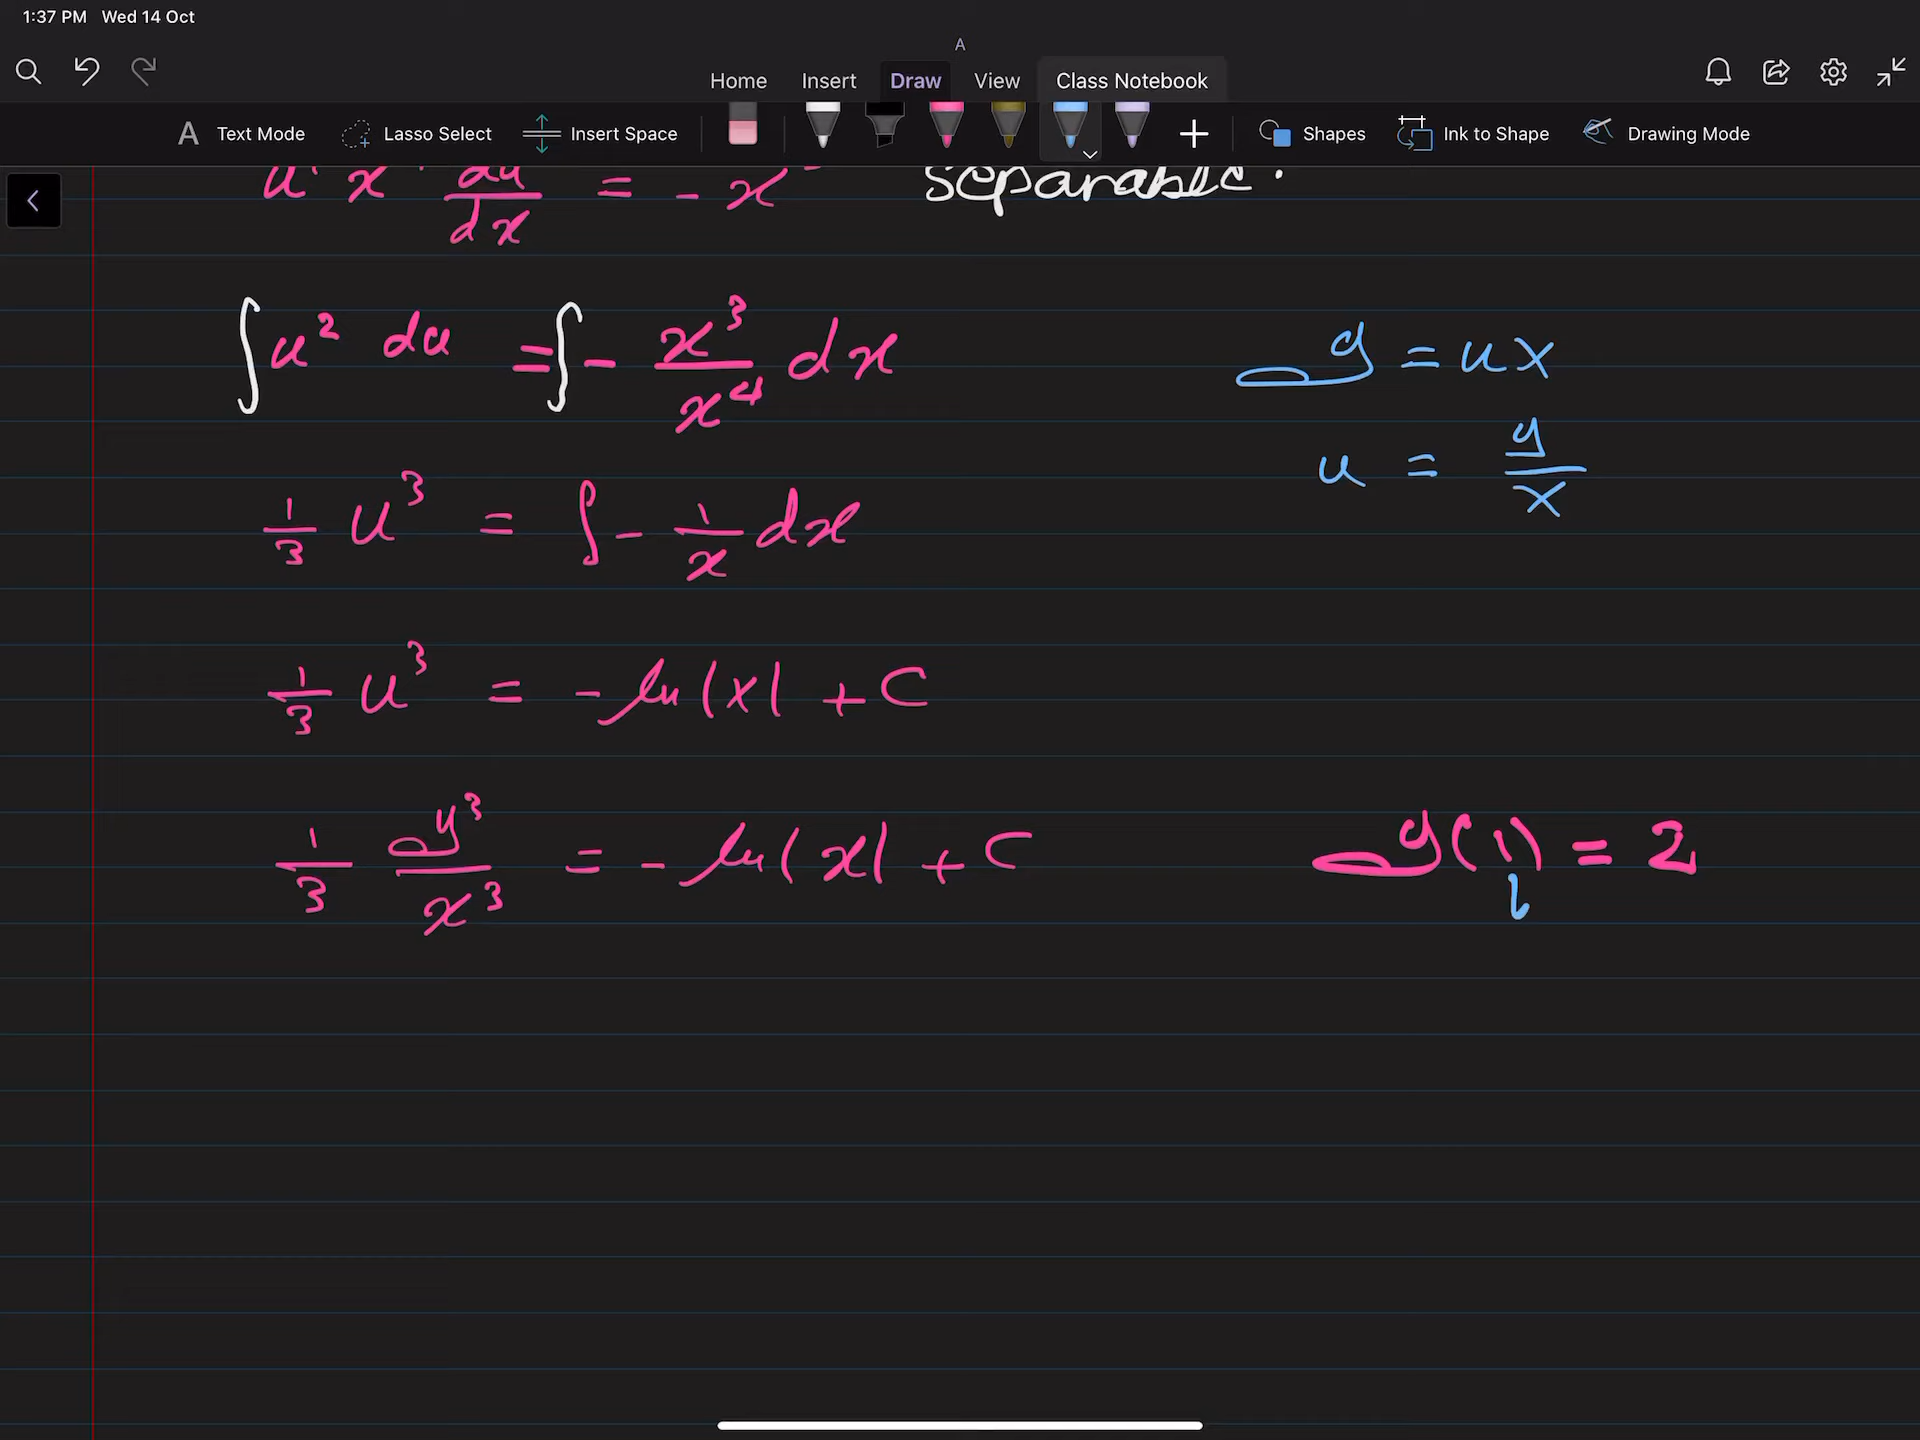 1:37 PM Wed 14 Oct
A
Home Insert Draw View Class Notebook
A Text Mode Lasso Select Insert Space Shapes Ink to Shape Drawing Mode
x du/dx = - x separable.
∫ u² du = ∫ - x³/x⁴ dx
y = ux
u = y/x
1/3 u³ = ∫ - 1/x dx
1/3 u³ = -ln|x| + C
1/3 y³/x³ = -ln|x| + C
y(1) = 2